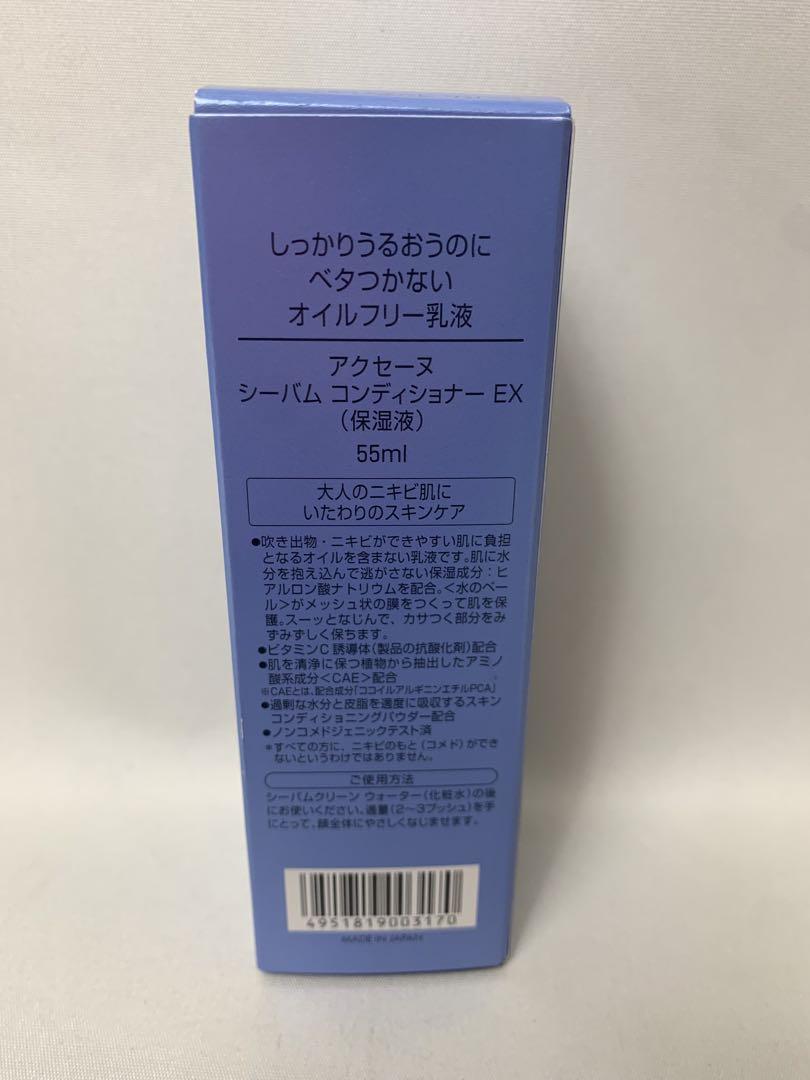 しっかりうるおうのに
ベタつかない
オイルフリー乳液
アクセーヌ
シーバム コンディショナー EX
（保湿液）
55ml
大人のニキビ肌に
いたわりのスキンケア
●吹き出物・ニキビができやすい肌に負担
となるオイルを含まない乳液です。肌に水
分を抱え込んで逃がさない保湿成分：ヒ
アルロン酸ナトリウムを配合。<水のベー
ル>がメッシュ状の膜をつくって肌を保
護。スーッとなじんで、カサつく部分をみ
ずみずしく保ちます。
●ビタミンC誘導体（製品の抗酸化剤）配合
●肌を清浄に保つ植物から抽出したアミノ
酸系成分<CAE>配合
※CAEとは、配合成分「ココイルアルギニンエチルPCA」
●過剰な水分と皮脂を適度に吸収するスキン
コンディショニングパウダー配合
●ノンコメドジェニックテスト済
＊すべての方に、ニキビのもと（コメド）ができ
ないというわけではありません。
ご使用方法
シーバムクリーン ウォーター（化粧水）の後
にお使いください。適量（2〜3プッシュ）を手
にとって、顔全体にやさしくなじませます。
4951819003170
MADE IN JAPAN